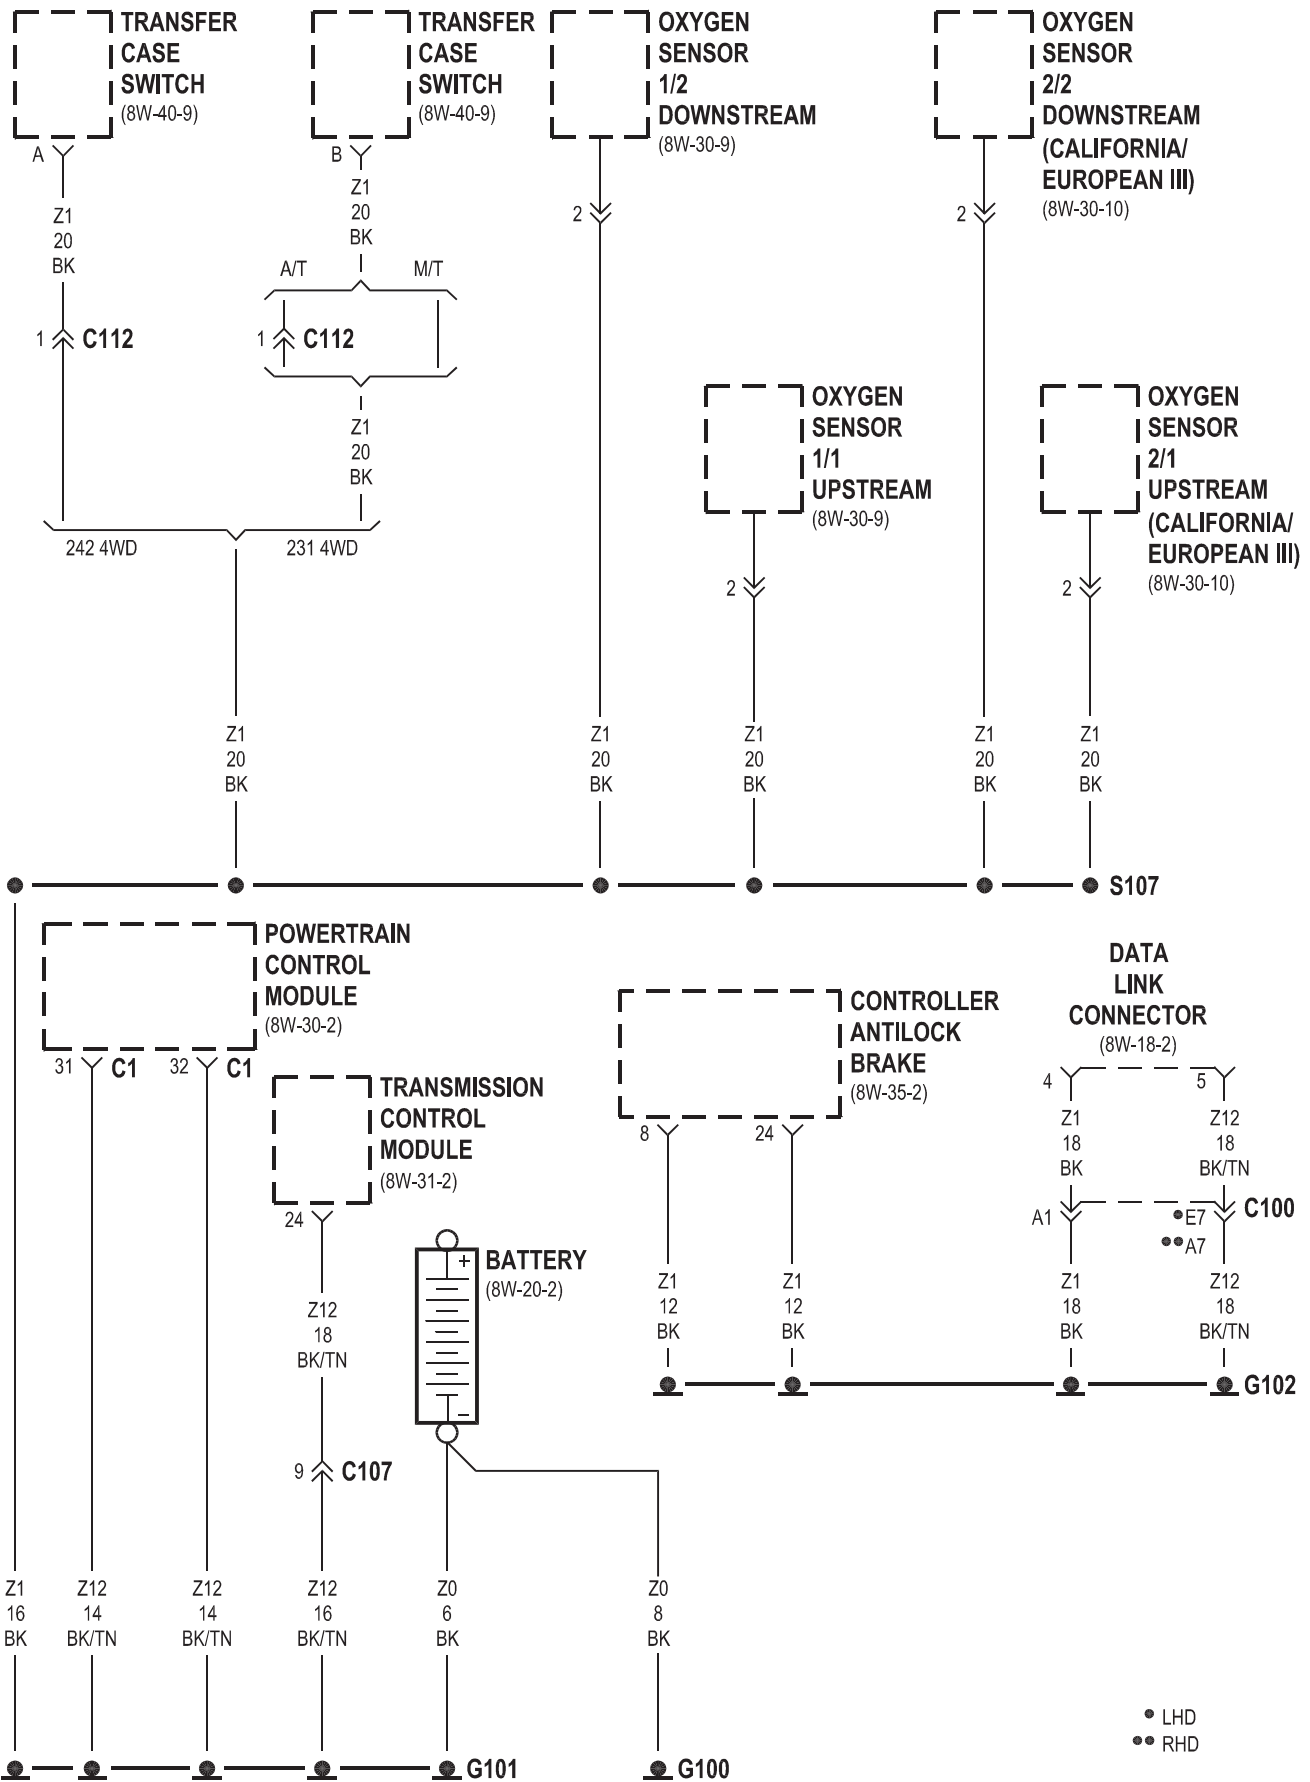 TRANSFER
CASE
SWITCH
(8W-40-9)
A
Z1
20
BK
1
C112
242 4WD
TRANSFER
CASE
SWITCH
(8W-40-9)
B
Z1
20
BK
A/T
M/T
1
C112
Z1
20
BK
231 4WD
Z1
20
BK
OXYGEN
SENSOR
1/2
DOWNSTREAM
(8W-30-9)
2
Z1
20
BK
OXYGEN
SENSOR
1/1
UPSTREAM
(8W-30-9)
2
Z1
20
BK
OXYGEN
SENSOR
2/2
DOWNSTREAM
(CALIFORNIA/
EUROPEAN III)
(8W-30-10)
2
Z1
20
BK
OXYGEN
SENSOR
2/1
UPSTREAM
(CALIFORNIA/
EUROPEAN III)
(8W-30-10)
2
Z1
20
BK
S107
POWERTRAIN
CONTROL
MODULE
(8W-30-2)
31
C1
32
C1
TRANSMISSION
CONTROL
MODULE
(8W-31-2)
24
Z12
18
BK/TN
9
C107
BATTERY
(8W-20-2)
+
–
CONTROLLER
ANTILOCK
BRAKE
(8W-35-2)
8
24
Z1
12
BK
Z1
12
BK
DATA
LINK
CONNECTOR
(8W-18-2)
4
5
Z1
18
BK
Z12
18
BK/TN
A1
● E7
●● A7
C100
Z1
18
BK
Z12
18
BK/TN
G102
Z1
16
BK
Z12
14
BK/TN
Z12
14
BK/TN
Z12
16
BK/TN
Z0
6
BK
Z0
8
BK
G101
G100
● LHD
●● RHD